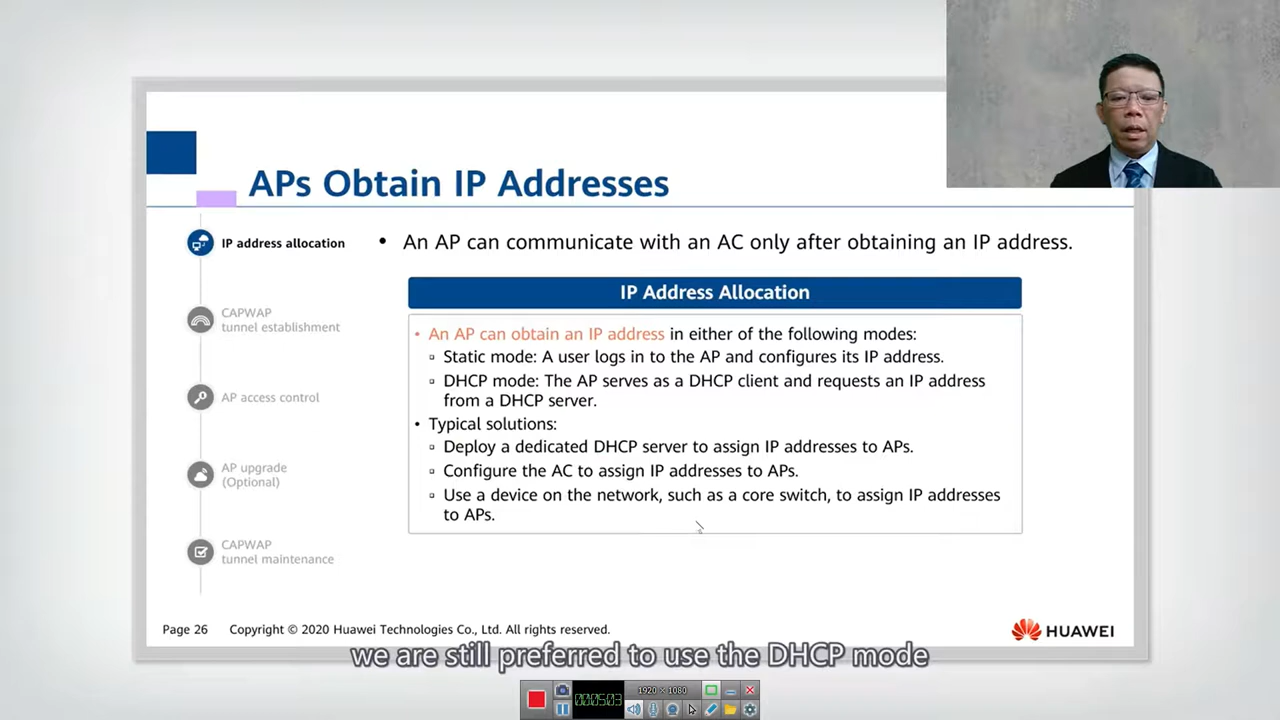 APs Obtain IP Addresses
IP address allocation
• An AP can communicate with an AC only after obtaining an IP address.
IP Address Allocation
CAPWAP
tunnel establishment
• An AP can obtain an IP address in either of the following modes:
▫ Static mode: A user logs in to the AP and configures its IP address.
▫ DHCP mode: The AP serves as a DHCP client and requests an IP address
from a DHCP server.
AP access control
• Typical solutions:
▫ Deploy a dedicated DHCP server to assign IP addresses to APs.
▫ Configure the AC to assign IP addresses to APs.
▫ Use a device on the network, such as a core switch, to assign IP addresses
to APs.
AP upgrade
(Optional)
CAPWAP
tunnel maintenance
Page 26 Copyright © 2020 Huawei Technologies Co., Ltd. All rights reserved.
HUAWEI
we are still preferred to use the DHCP mode
000503
1920 × 1080